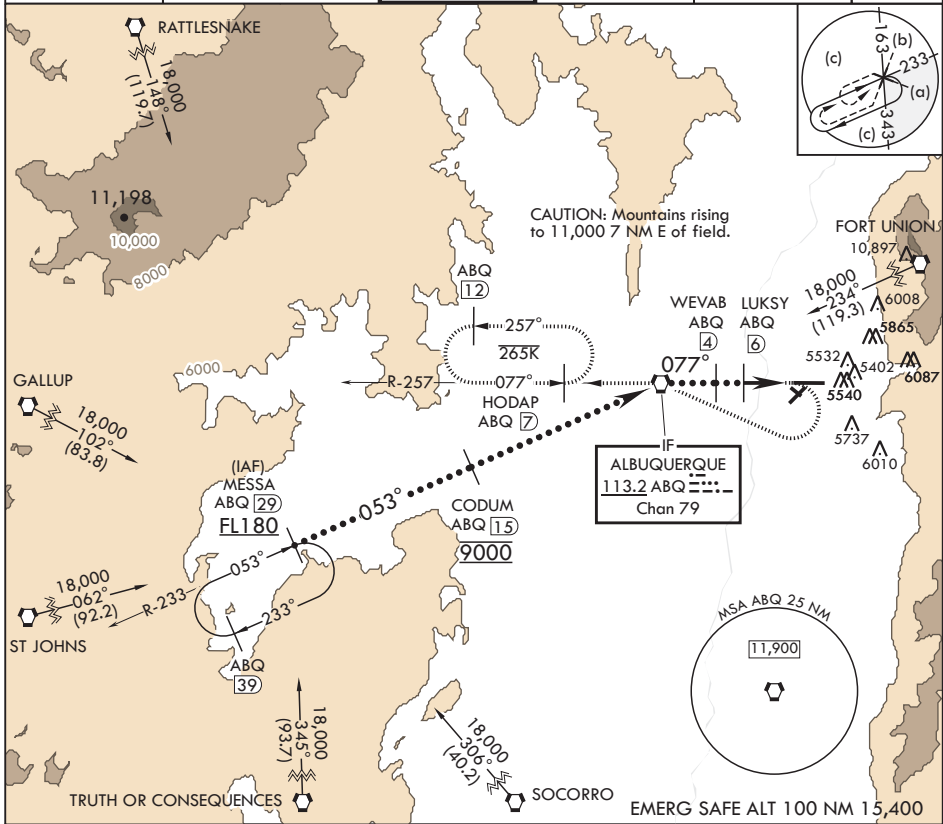 RATTLESNAKE
18,000
148°
(119.7)
163
(b)
(c)
233
(a)
343
(c)
11,198
10,000
8000
CAUTION: Mountains rising
to 11,000 7 NM E of field.
FORT UNION
10,897
18,000
234°
(119.3)
6008
5865
5532
5402
6087
5540
5737
6010
ABQ
12
257°
265K
R-257
077°
HODAP
ABQ 7
WEVAB
ABQ
4
LUKSY
ABQ
6
077°
6000
GALLUP
18,000
102°
(83.8)
(IAF)
MESSA
ABQ 29
FL180
053°
CODUM
ABQ 15
9000
IF
ALBUQUERQUE
113.2 ABQ
Chan 79
18,000
062°
(92.2)
R-233
053°
233°
ST JOHNS
ABQ
39
MSA ABQ 25 NM
11,900
18,000
345°
(93.7)
18,000
306°
(40.2)
TRUTH OR CONSEQUENCES
SOCORRO
EMERG SAFE ALT 100 NM 15,400